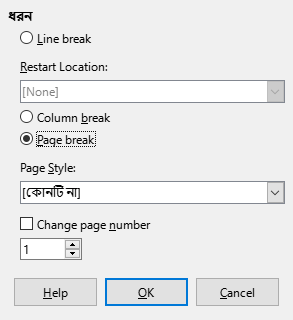 ধরন
Line break
Restart Location:
[None]
Column break
Page break
Page Style:
[কোনটি না]
Change page number
1
Help OK Cancel